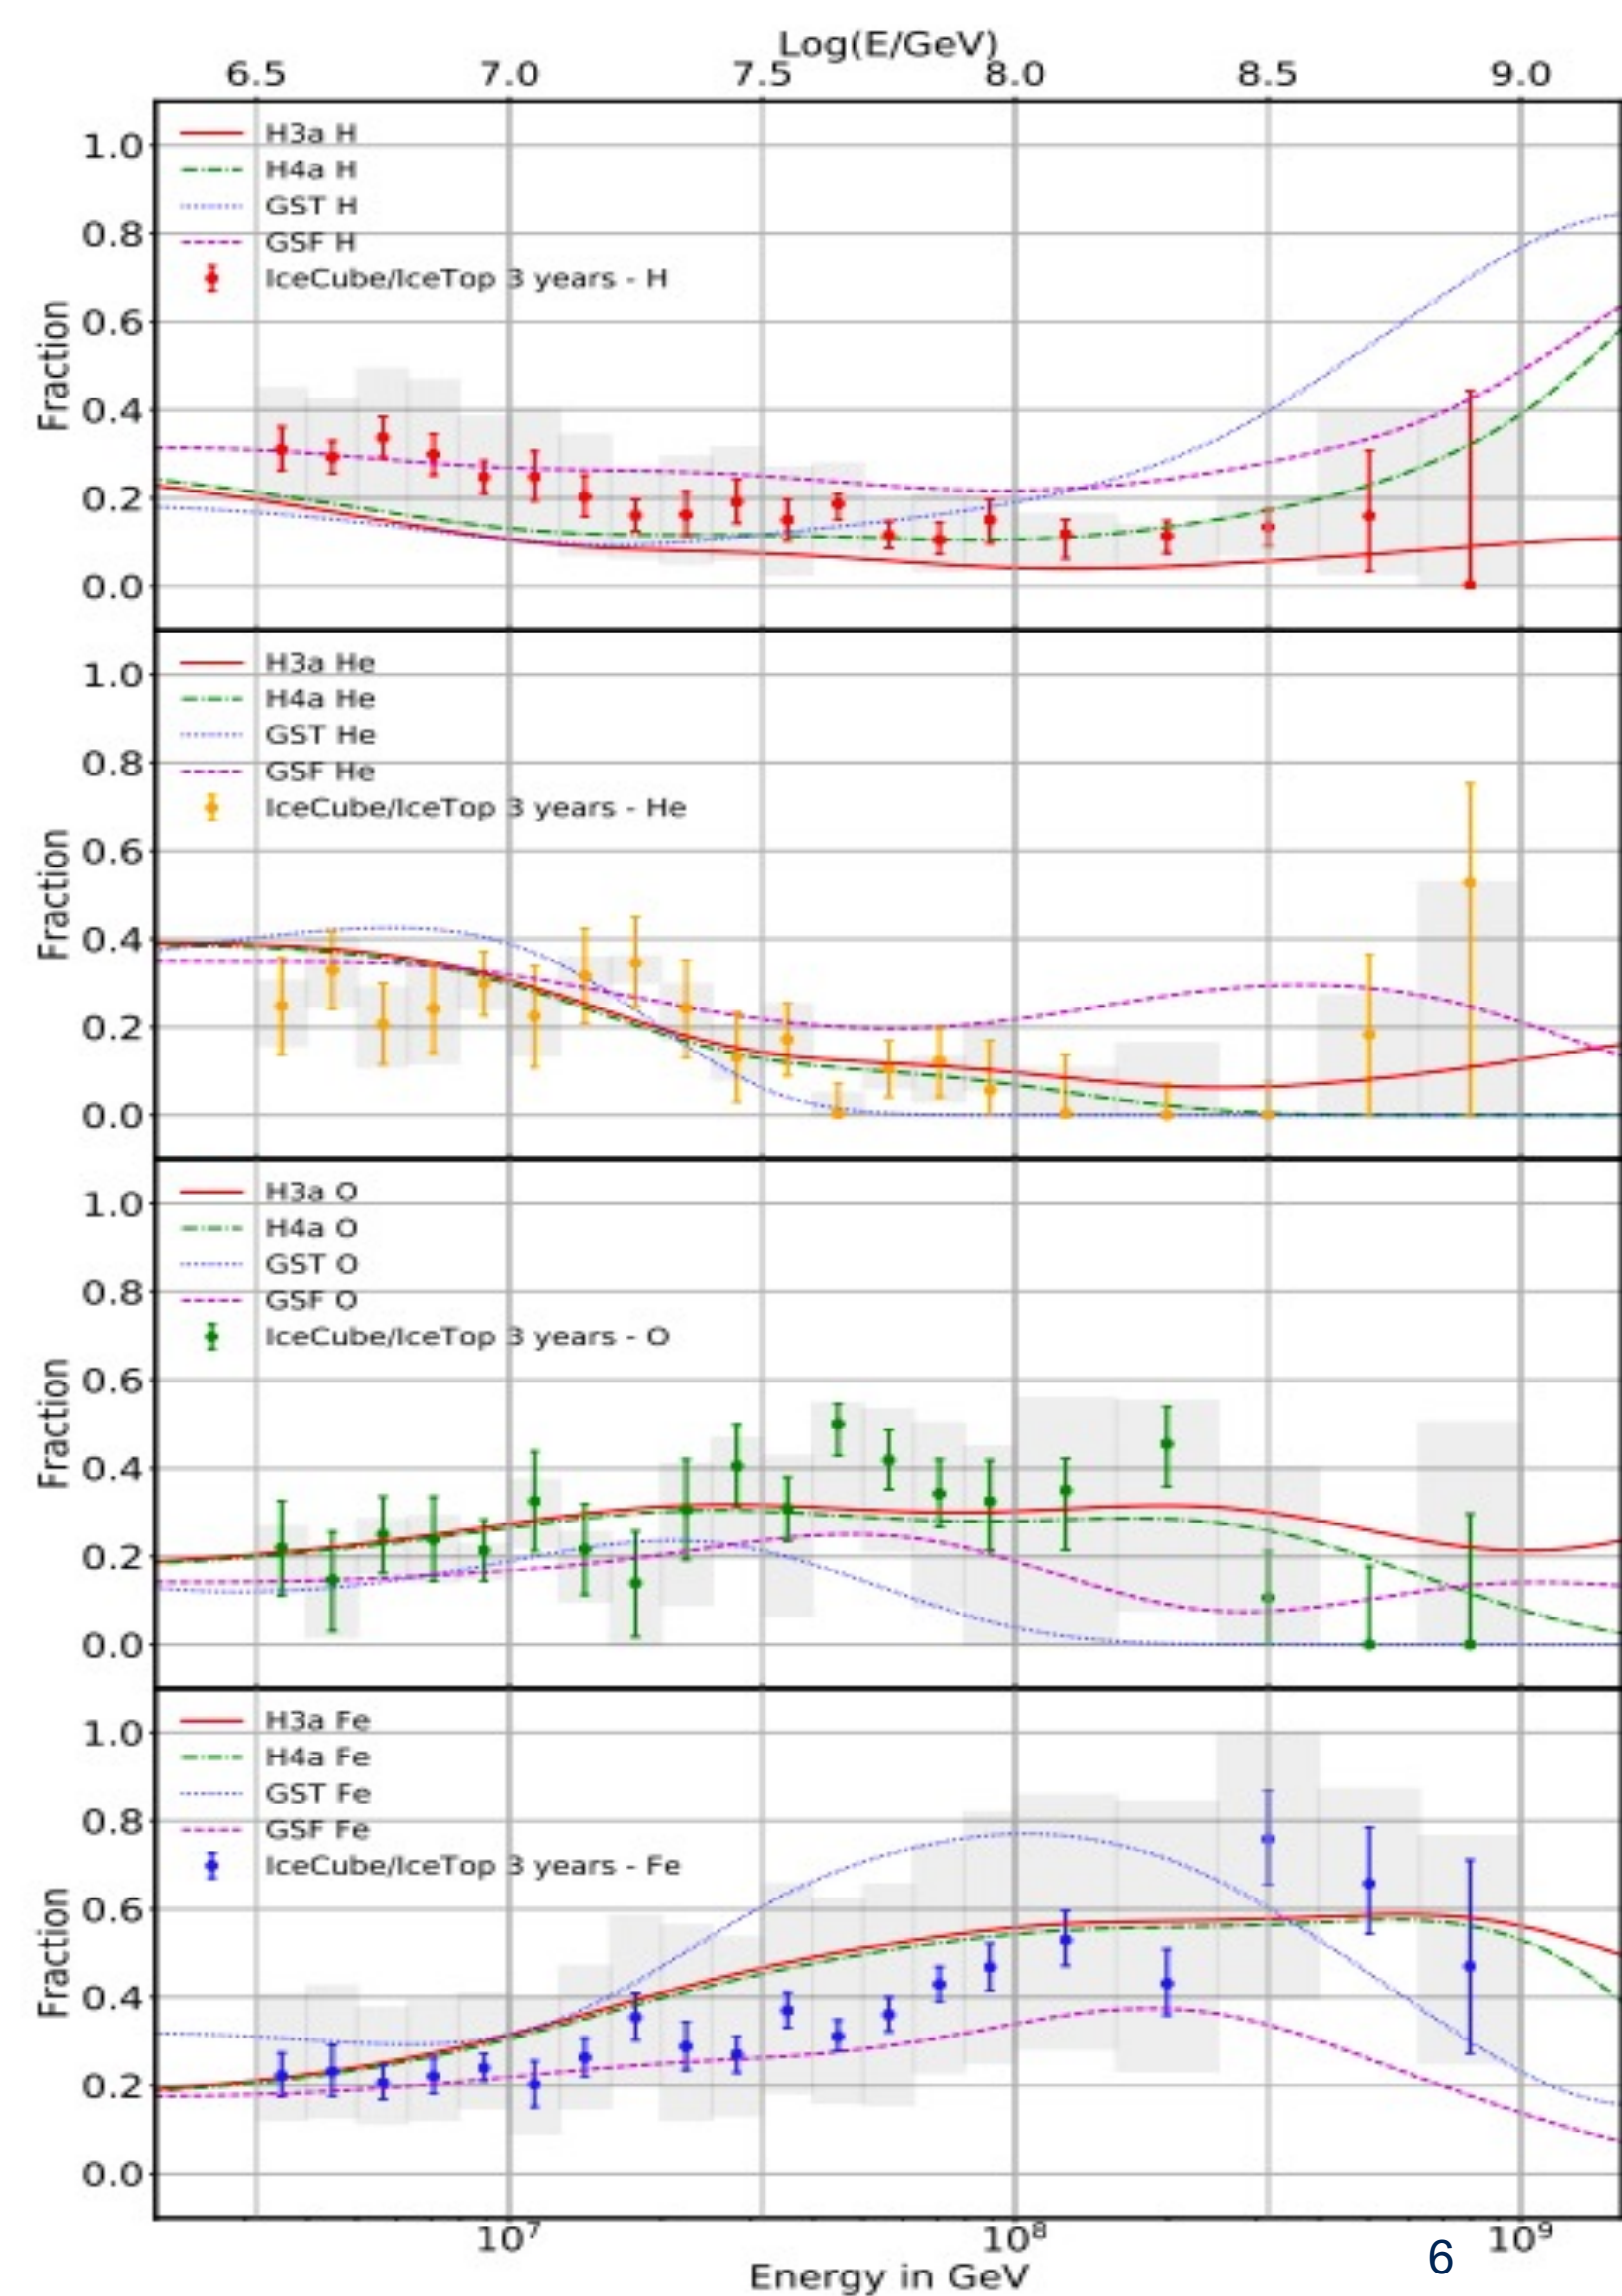 Log(E/GeV)
6.5 7.0 7.5 8.0 8.5 9.0
1.0
0.8
0.6
0.4
0.2
0.0
Fraction
H3a H
H4a H
GST H
GSF H
IceCube/IceTop 3 years - H
1.0
0.8
0.6
0.4
0.2
0.0
Fraction
H3a He
H4a He
GST He
GSF He
IceCube/IceTop 3 years - He
1.0
0.8
0.6
0.4
0.2
0.0
Fraction
H3a O
H4a O
GST O
GSF O
IceCube/IceTop 3 years - O
1.0
0.8
0.6
0.4
0.2
0.0
Fraction
H3a Fe
H4a Fe
GST Fe
GSF Fe
IceCube/IceTop 3 years - Fe
10⁷ 10⁸ 10⁹
Energy in GeV
6